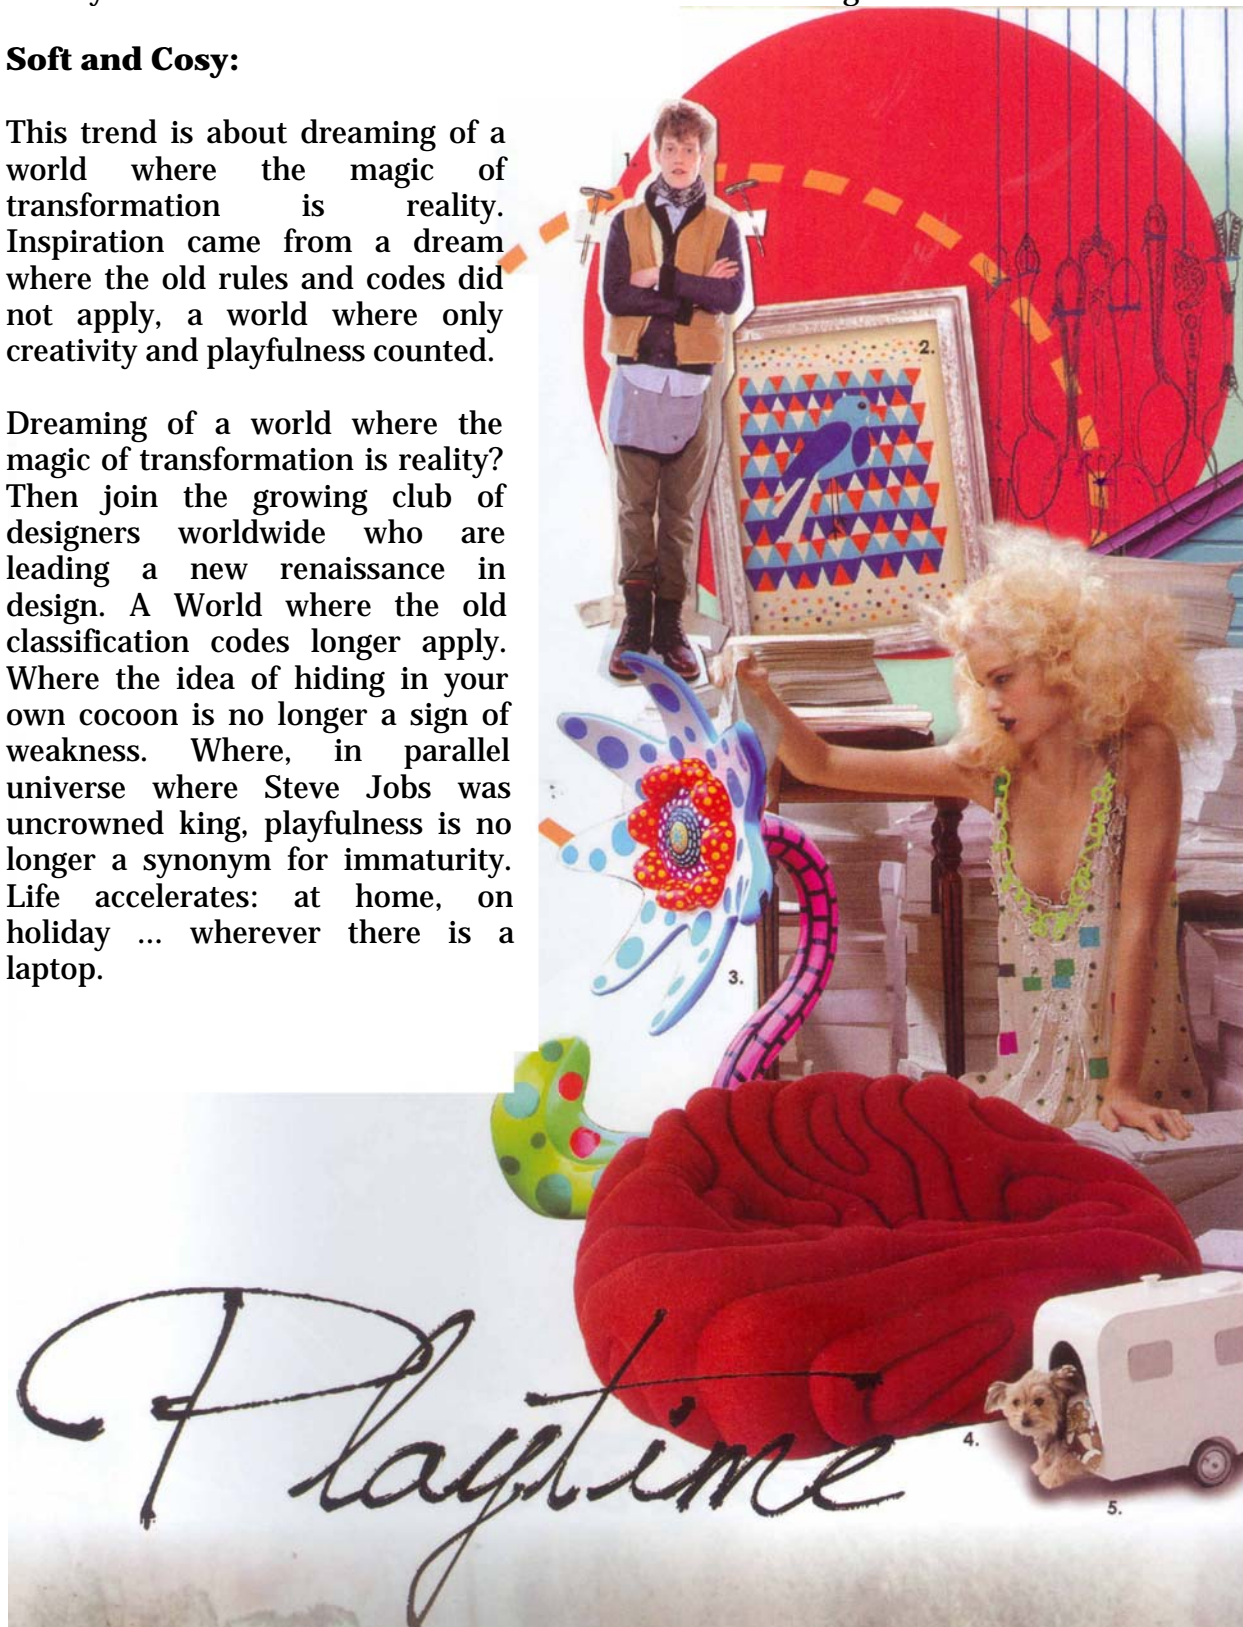 Soft and Cosy:
This trend is about dreaming of a
world where the magic of
transformation is reality.
Inspiration came from a dream
where the old rules and codes did
not apply, a world where only
creativity and playfulness counted.
Dreaming of a world where the
magic of transformation is reality?
Then join the growing club of
designers worldwide who are
leading a new renaissance in
design. A World where the old
classification codes longer apply.
Where the idea of hiding in your
own cocoon is no longer a sign of
weakness. Where, in parallel
universe where Steve Jobs was
uncrowned king, playfulness is no
longer a synonym for immaturity.
Life accelerates: at home, on
holiday ... wherever there is a
laptop.
1.
2.
3.
4.
5.
Playtime